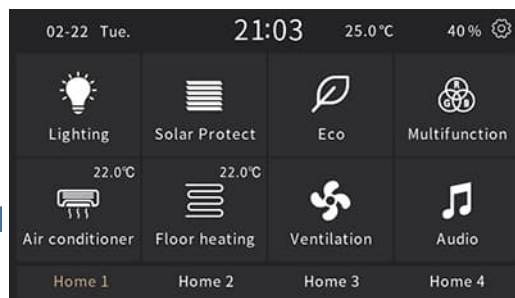 02-22 Tue. 21:03 25.0℃ 40%
R
G B
Lighting Solar Protect Eco Multifunction
22.0℃ 22.0℃
Air conditioner Floor heating Ventilation Audio
Home 1 Home 2 Home 3 Home 4